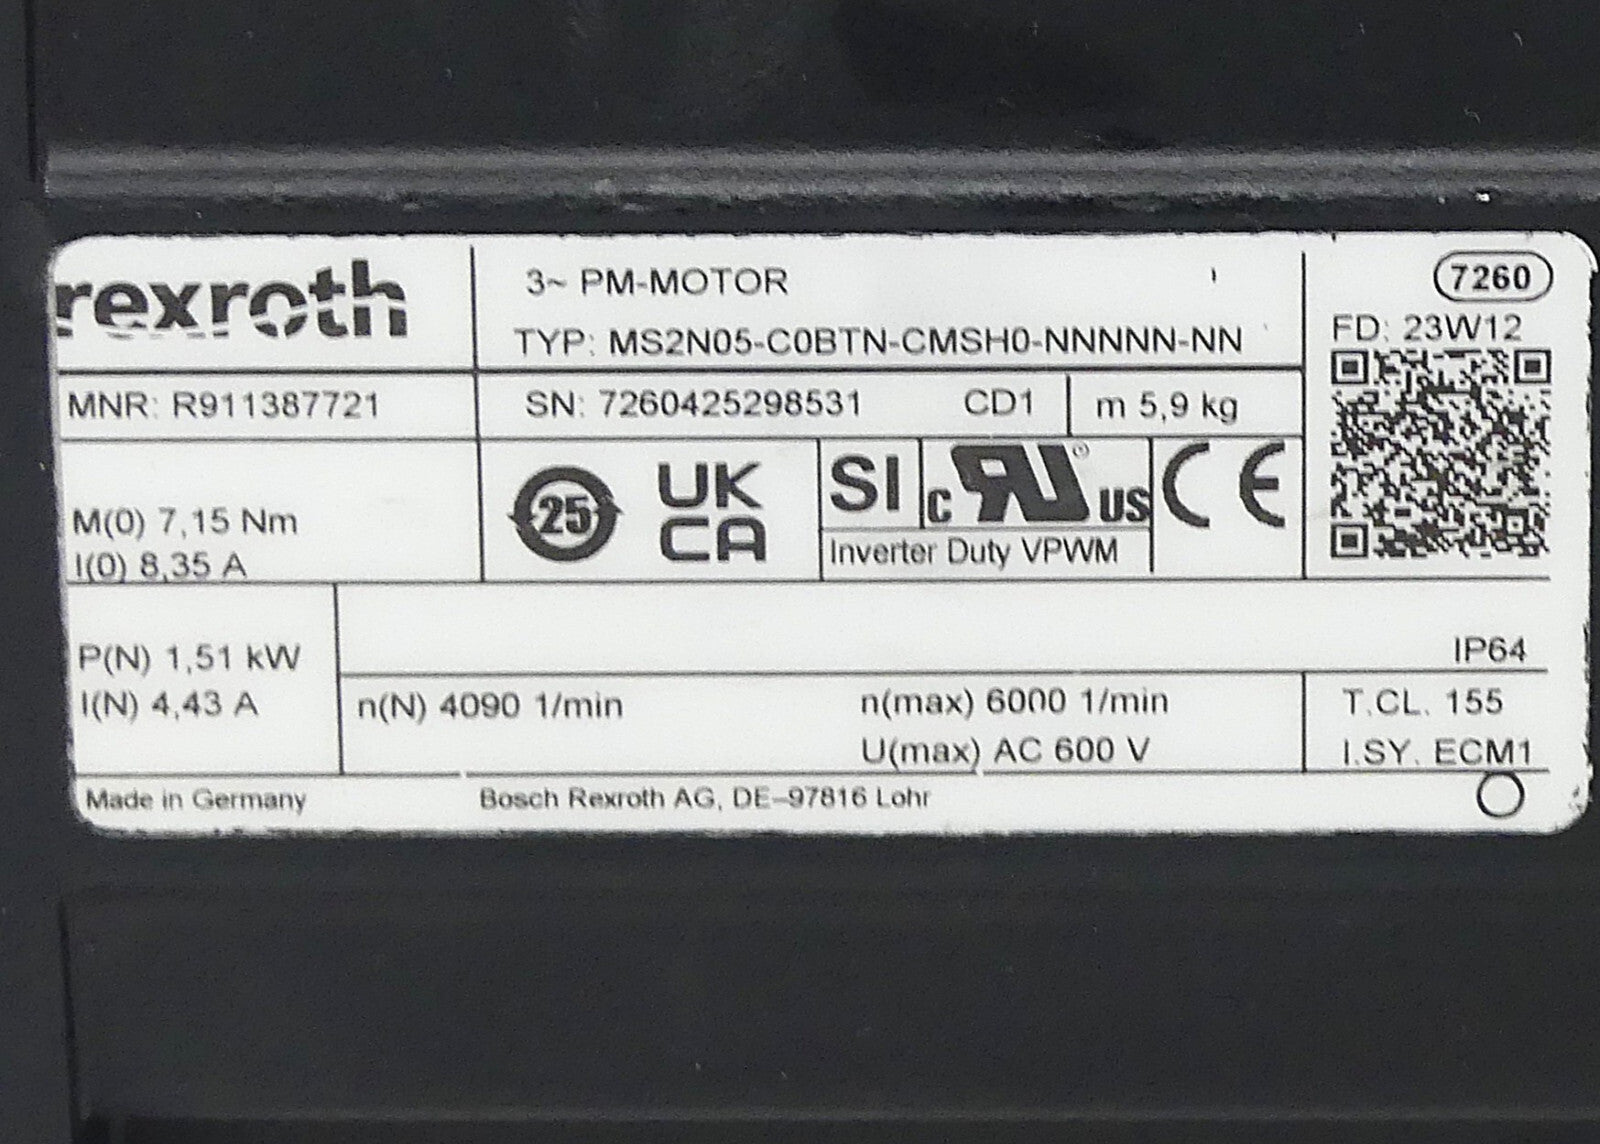 rexroth
3~ PM-MOTOR
TYP: MS2N05-C0BTN-CMSH0-NNNNN-NN
7260
FD: 23W12
MNR: R911387721
SN: 7260425298531 CD1 m 5,9 kg
M(0) 7,15 Nm
I(0) 8,35 A
25
UK
CA
SI
c RU ® US
CE
Inverter Duty VPWM
P(N) 1,51 kW
I(N) 4,43 A
IP64
n(N) 4090 1/min n(max) 6000 1/min
U(max) AC 600 V
T.CL. 155
I.SY. ECM1
Made in Germany Bosch Rexroth AG, DE-97816 Lohr